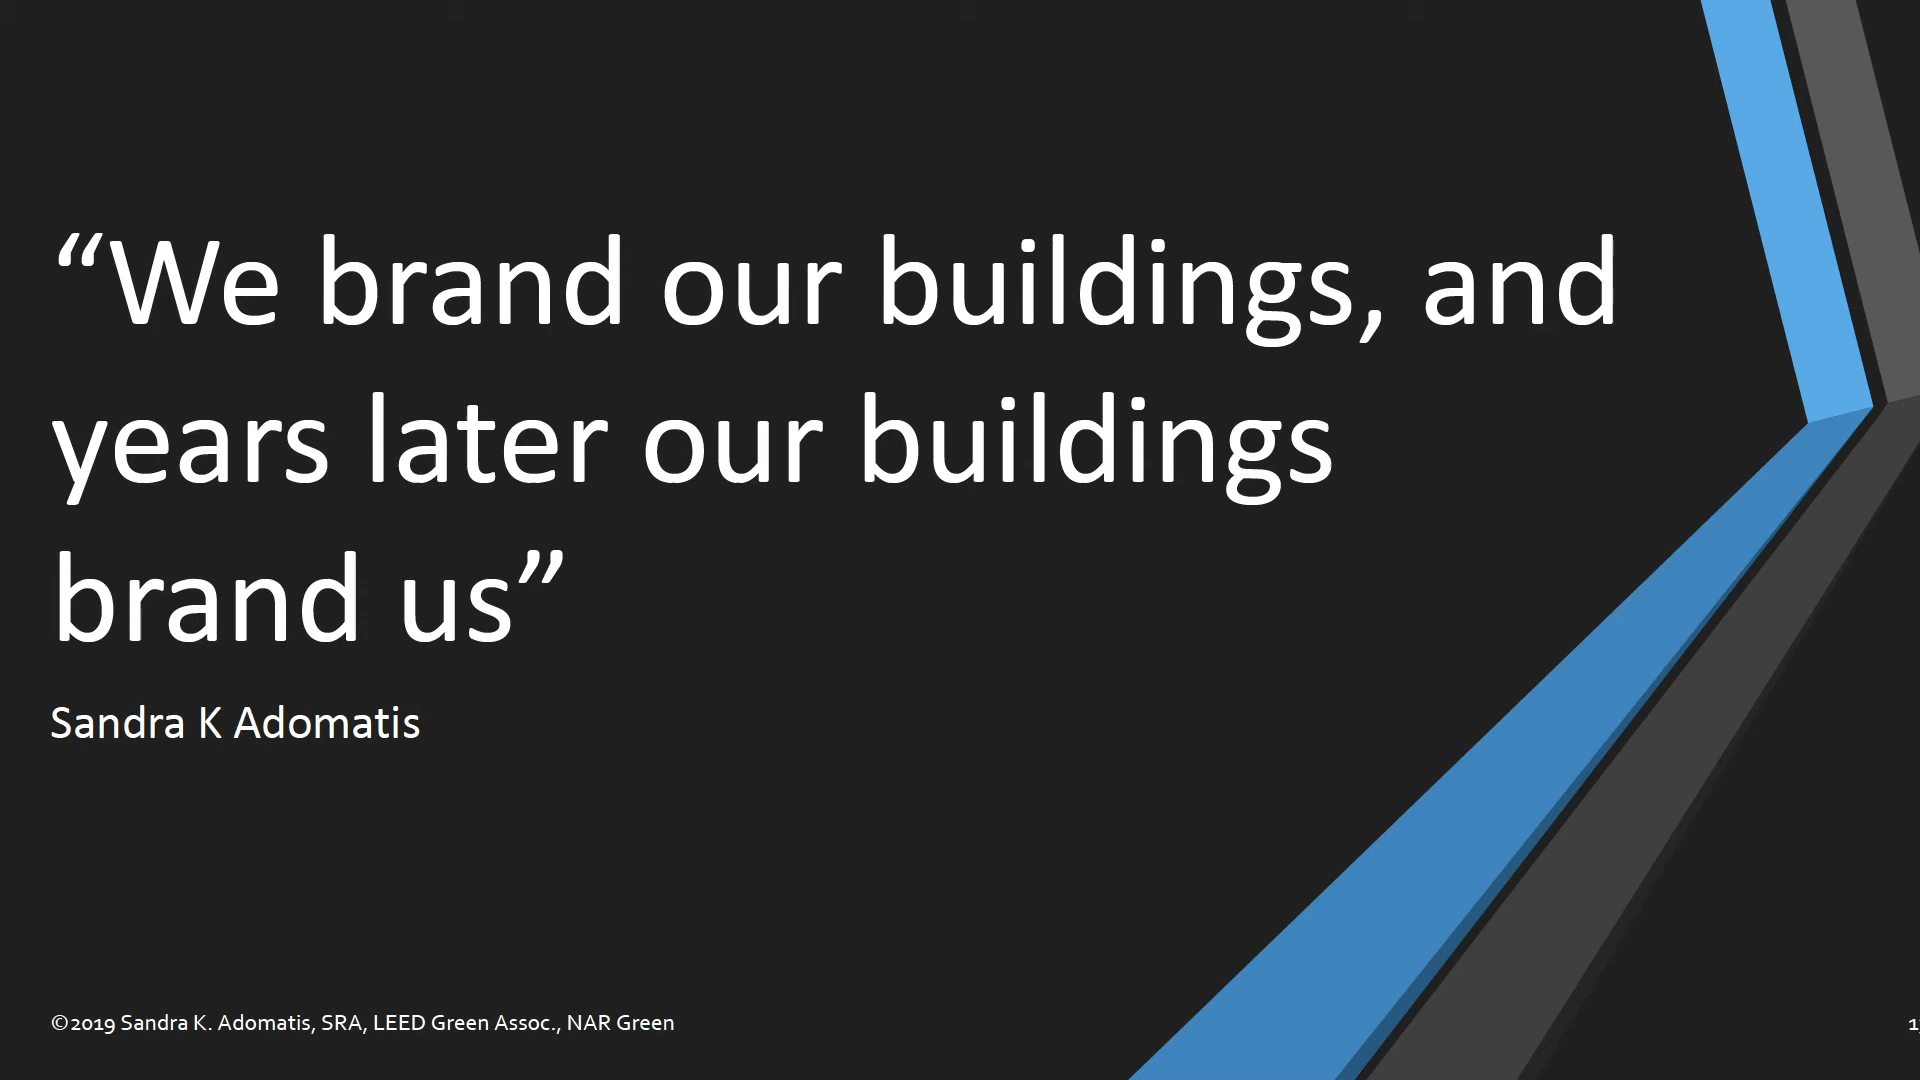 “We brand our buildings, and
years later our buildings
brand us”
Sandra K Adomatis
©2019 Sandra K. Adomatis, SRA, LEED Green Assoc., NAR Green